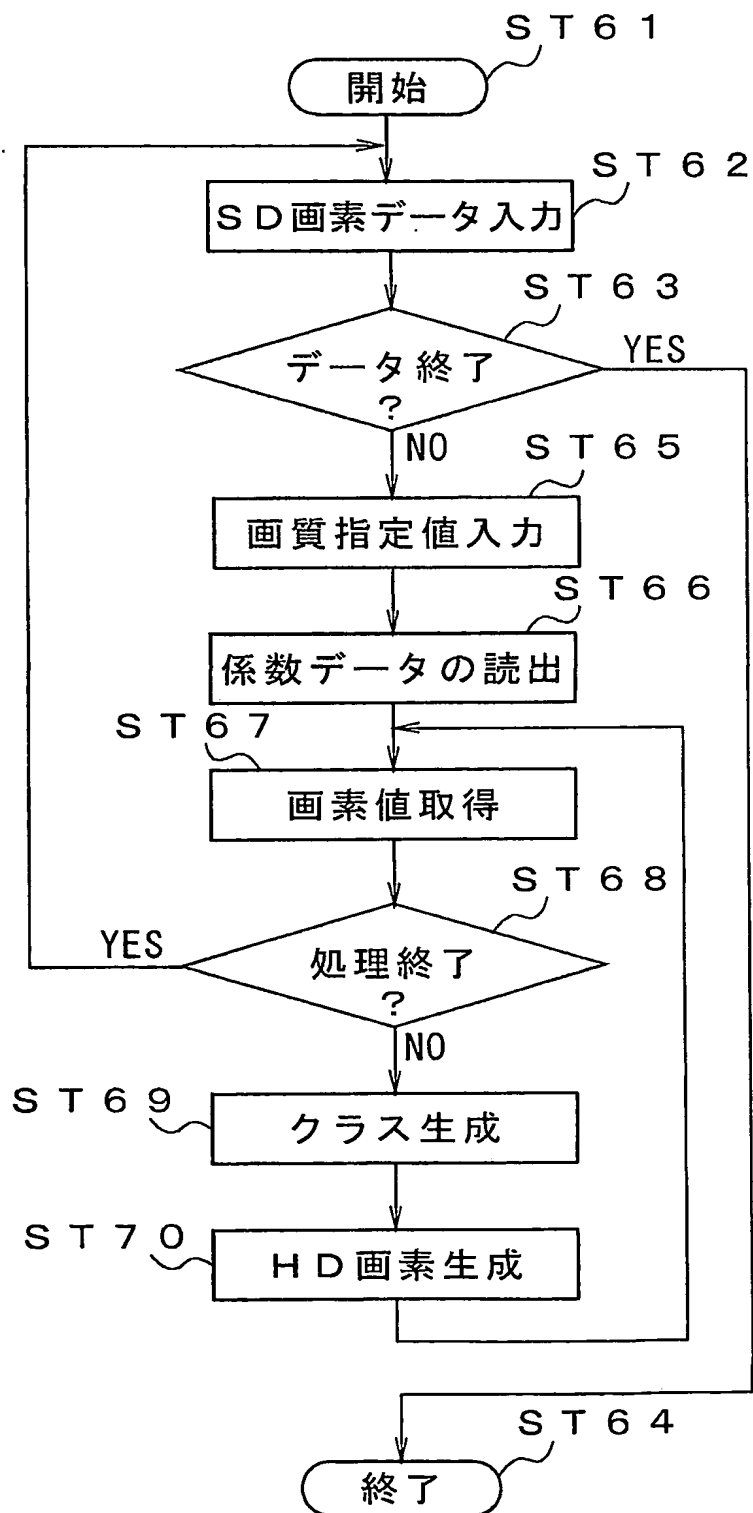 ＳＴ６１
開始
ＳＴ６２
ＳＤ画素データ入力
ＳＴ６３
データ終了
？
YES
NO
ＳＴ６５
画質指定値入力
ＳＴ６６
係数データの読出
ＳＴ６７
画素値取得
ＳＴ６８
処理終了
？
YES
NO
ＳＴ６９
クラス生成
ＳＴ７０
ＨＤ画素生成
ＳＴ６４
終了